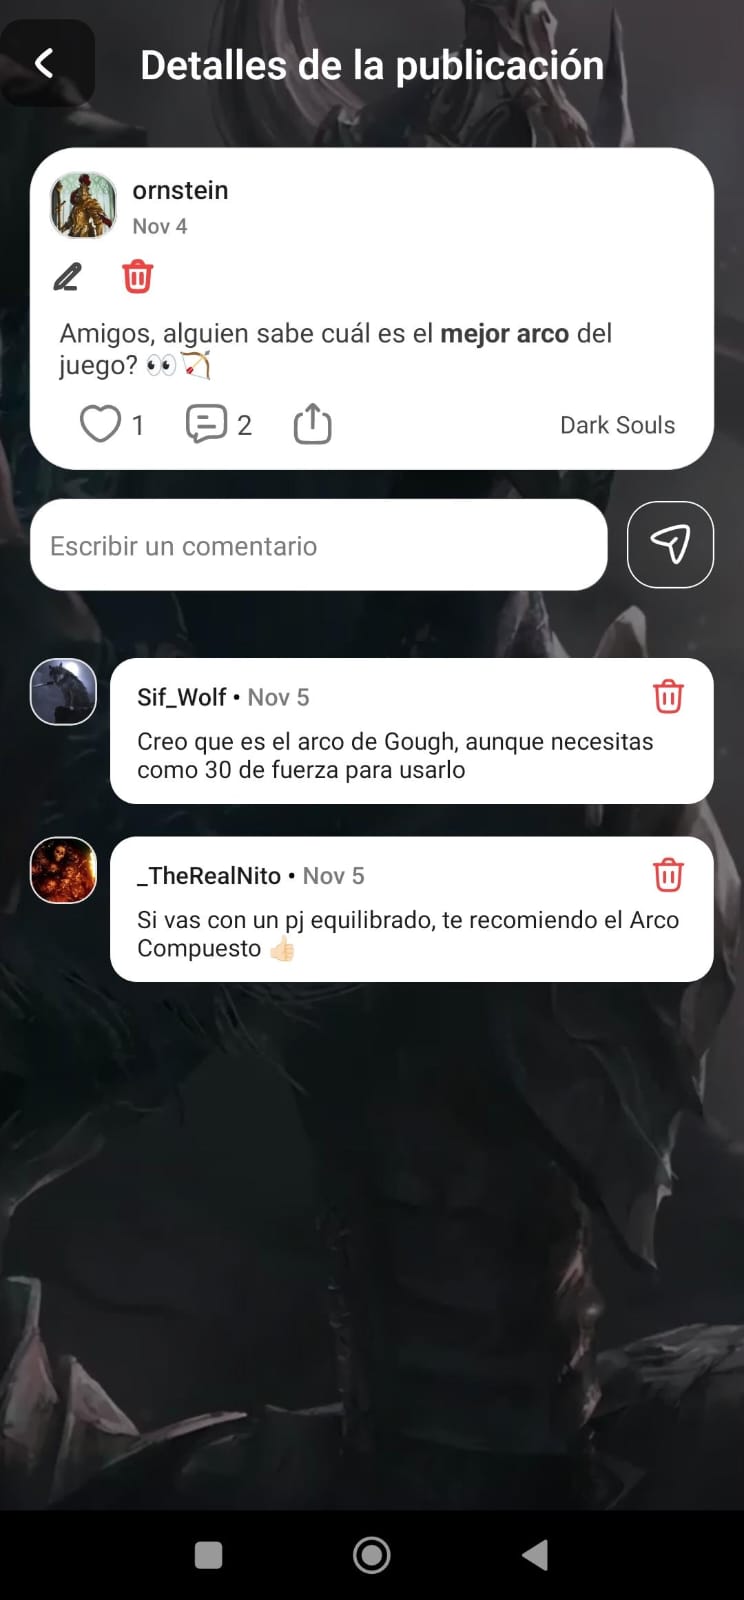 Detalles de la publicación
ornstein
Nov 4
Amigos, alguien sabe cuál es el mejor arco del
juego? 👀🏹
1
2
Dark Souls
Escribir un comentario
Sif_Wolf • Nov 5
Creo que es el arco de Gough, aunque necesitas
como 30 de fuerza para usarlo
_TheRealNito • Nov 5
Si vas con un pj equilibrado, te recomiendo el Arco
Compuesto 👍🏻